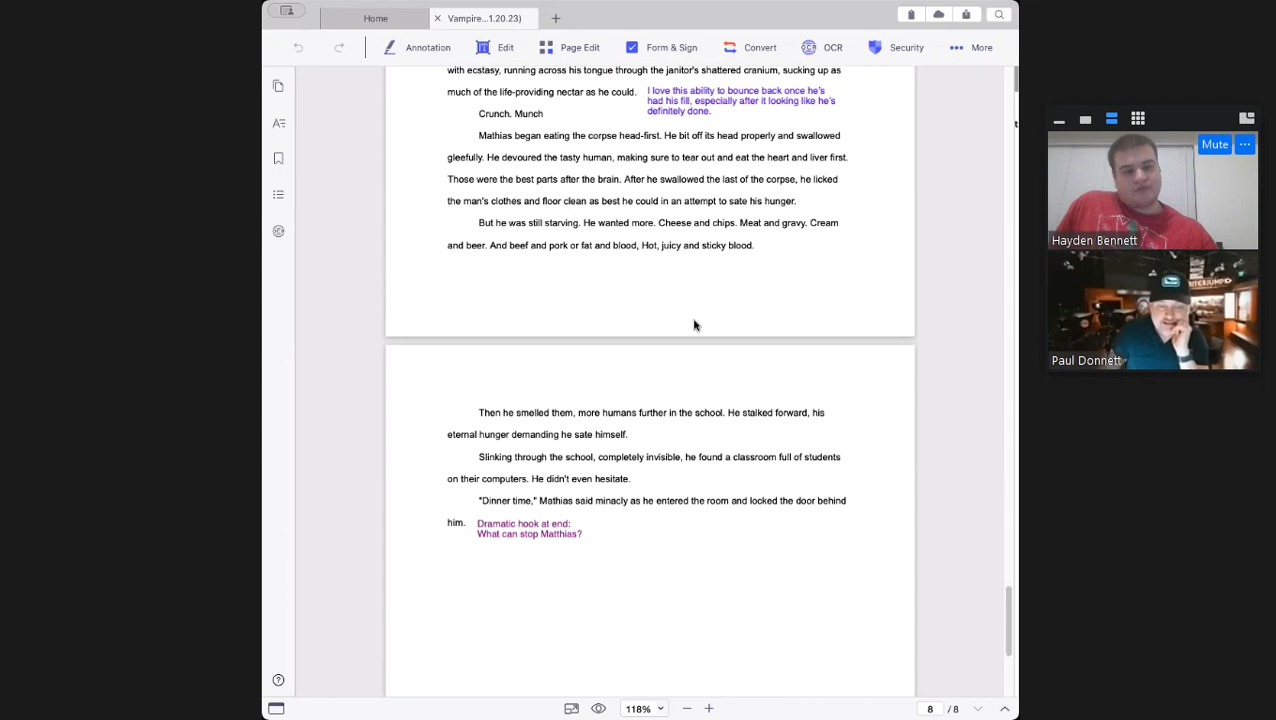 Home
Vampire...1.20.23)
Annotation
Edit
Page Edit
Form & Sign
Convert
OCR
Security
More
with ecstasy, running across his tongue through the janitor's shattered cranium, sucking up as
much of the life-providing nectar as he could.
I love this ability to bounce back once he's
had his fill, especially after it looking like he's
definitely done.
Crunch. Munch
Mathias began eating the corpse head-first. He bit off its head properly and swallowed
gleefully. He devoured the tasty human, making sure to tear out and eat the heart and liver first.
Those were the best parts after the brain. After he swallowed the last of the corpse, he licked
the man's clothes and floor clean as best he could in an attempt to sate his hunger.
But he was still starving. He wanted more. Cheese and chips. Meat and gravy. Cream
and beer. And beef and pork or fat and blood, Hot, juicy and sticky blood.
Then he smelled them, more humans further in the school. He stalked forward, his
eternal hunger demanding he sate himself.
Slinking through the school, completely invisible, he found a classroom full of students
on their computers. He didn't even hesitate.
"Dinner time," Mathias said minacly as he entered the room and locked the door behind
him.
Dramatic hook at end:
What can stop Matthias?
118%
8 / 8
Mute
Hayden Bennett
Paul Donnett